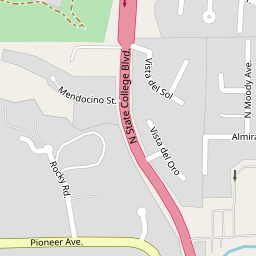 Vista del Sol
N Moody Ave.
N State College Blvd.
Mendocino St.
Vista del Oro
Almira
Rocky Rd.
Pioneer Ave.